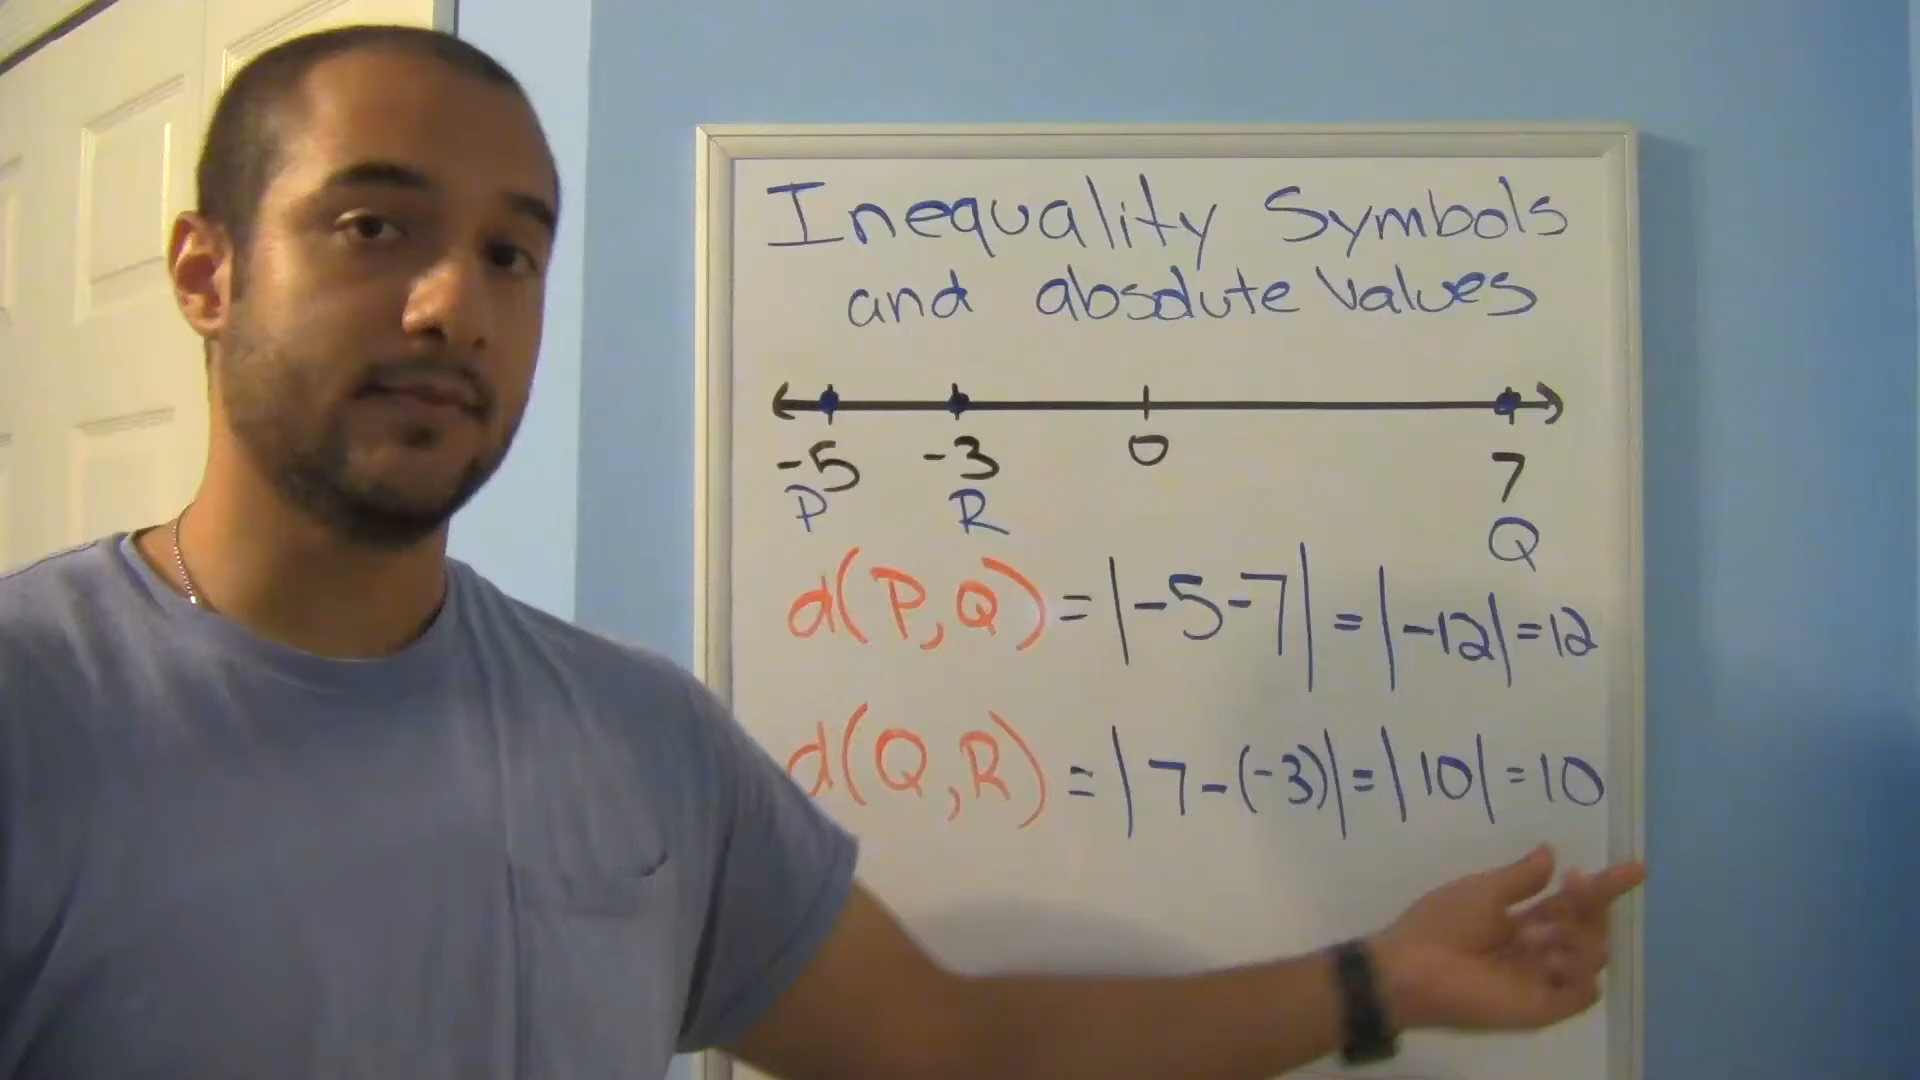 Inequality Symbols
and absolute Values
-5 -3 0 7
P R Q
d(P,Q) = |-5-7| = |-12| = 12
d(Q,R) = |7-(-3)| = |10| = 10